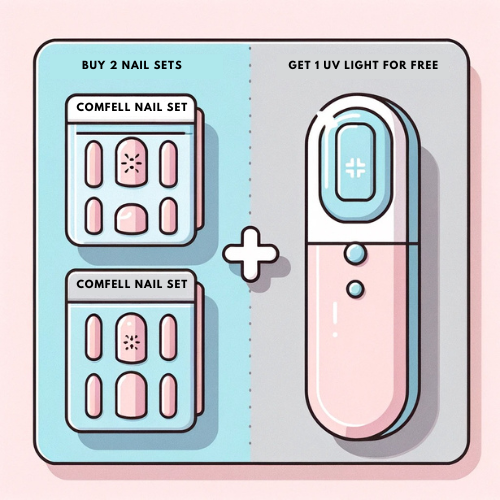 BUY 2 NAIL SETS
GET 1 UV LIGHT FOR FREE
COMFELL NAIL SET
COMFELL NAIL SET